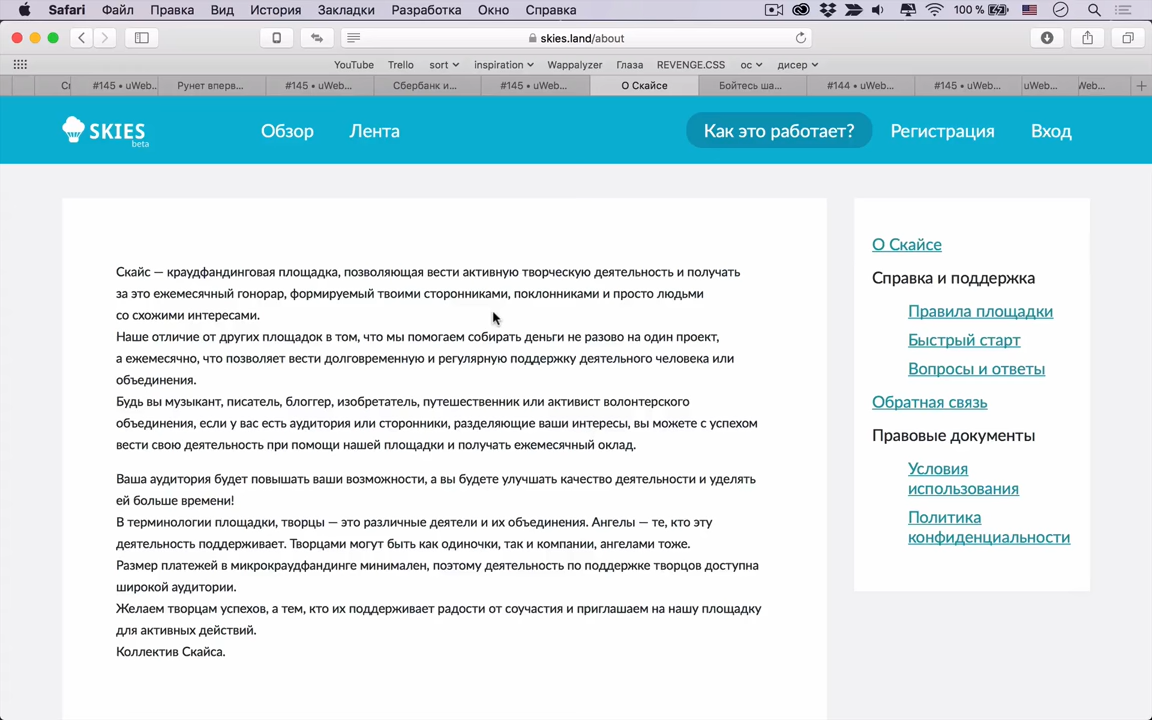 Safari Файл Правка Вид История Закладки Разработка Окно Справка 100 %
skies.land/about
YouTube Trello sort inspiration Wappalyzer Глаза REVENGE.CSS ос дисер
#145 • uWeb... Рунет вперв... #145 • uWeb... Сбербанк и... #145 • uWeb... О Скайсе Бойтесь ша... #144 • uWeb... #145 • uWeb... uWeb... Web...
SKIES beta Обзор Лента Как это работает? Регистрация Вход
Скайс — краудфандинговая площадка, позволяющая вести активную творческую деятельность и получать
за это ежемесячный гонорар, формируемый твоими сторонниками, поклонниками и просто людьми
со схожими интересами.
Наше отличие от других площадок в том, что мы помогаем собирать деньги не разово на один проект,
а ежемесячно, что позволяет вести долговременную и регулярную поддержку деятельного человека или
объединения.
Будь вы музыкант, писатель, блоггер, изобретатель, путешественник или активист волонтерского
объединения, если у вас есть аудитория или сторонники, разделяющие ваши интересы, вы можете с успехом
вести свою деятельность при помощи нашей площадки и получать ежемесячный оклад.
Ваша аудитория будет повышать ваши возможности, а вы будете улучшать качество деятельности и уделять
ей больше времени!
В терминологии площадки, творцы — это различные деятели и их объединения. Ангелы — те, кто эту
деятельность поддерживает. Творцами могут быть как одиночки, так и компании, ангелами тоже.
Размер платежей в микрокраудфандинге минимален, поэтому деятельность по поддержке творцов доступна
широкой аудитории.
Желаем творцам успехов, а тем, кто их поддерживает радости от соучастия и приглашаем на нашу площадку
для активных действий.
Коллектив Скайса.
О Скайсе
Справка и поддержка
Правила площадки
Быстрый старт
Вопросы и ответы
Обратная связь
Правовые документы
Условия
использования
Политика
конфиденциальности